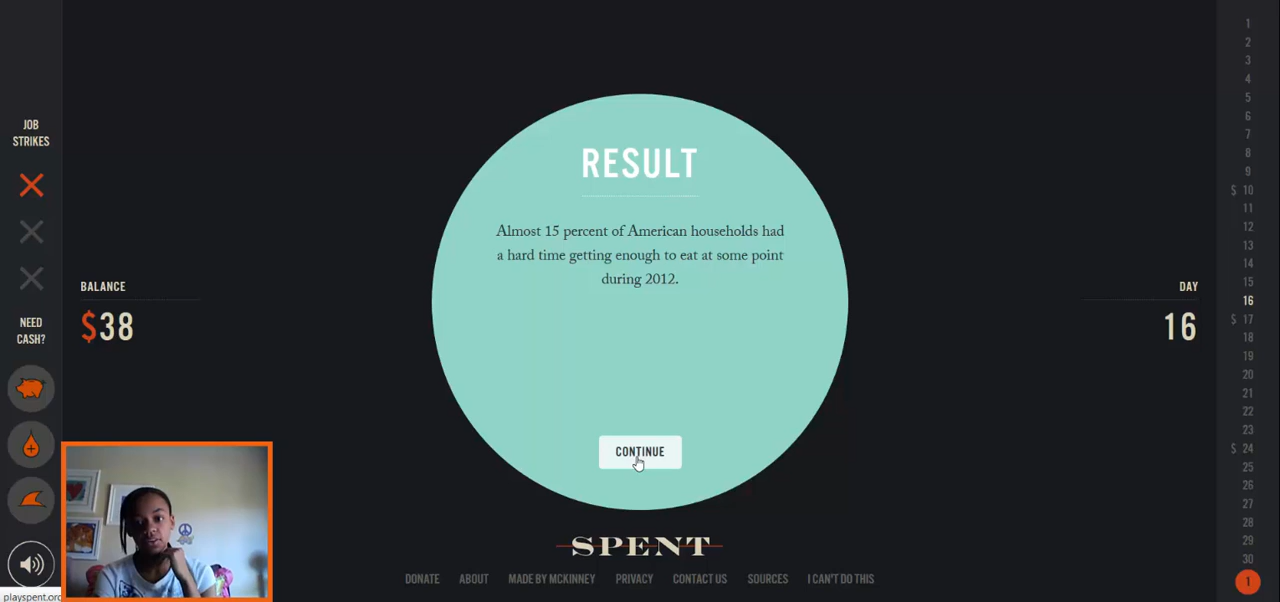 JOB
STRIKES
NEED
CASH?
BALANCE
$38
RESULT
Almost 15 percent of American households had
a hard time getting enough to eat at some point
during 2012.
CONTINUE
DAY
16
SPENT
DONATE ABOUT MADE BY MCKINNEY PRIVACY CONTACT US SOURCES I CAN'T DO THIS
playspent.org
1
2
3
4
5
6
7
8
9
$ 10
11
12
13
14
15
16
$ 17
18
19
20
21
22
23
$ 24
25
26
27
28
29
30
1